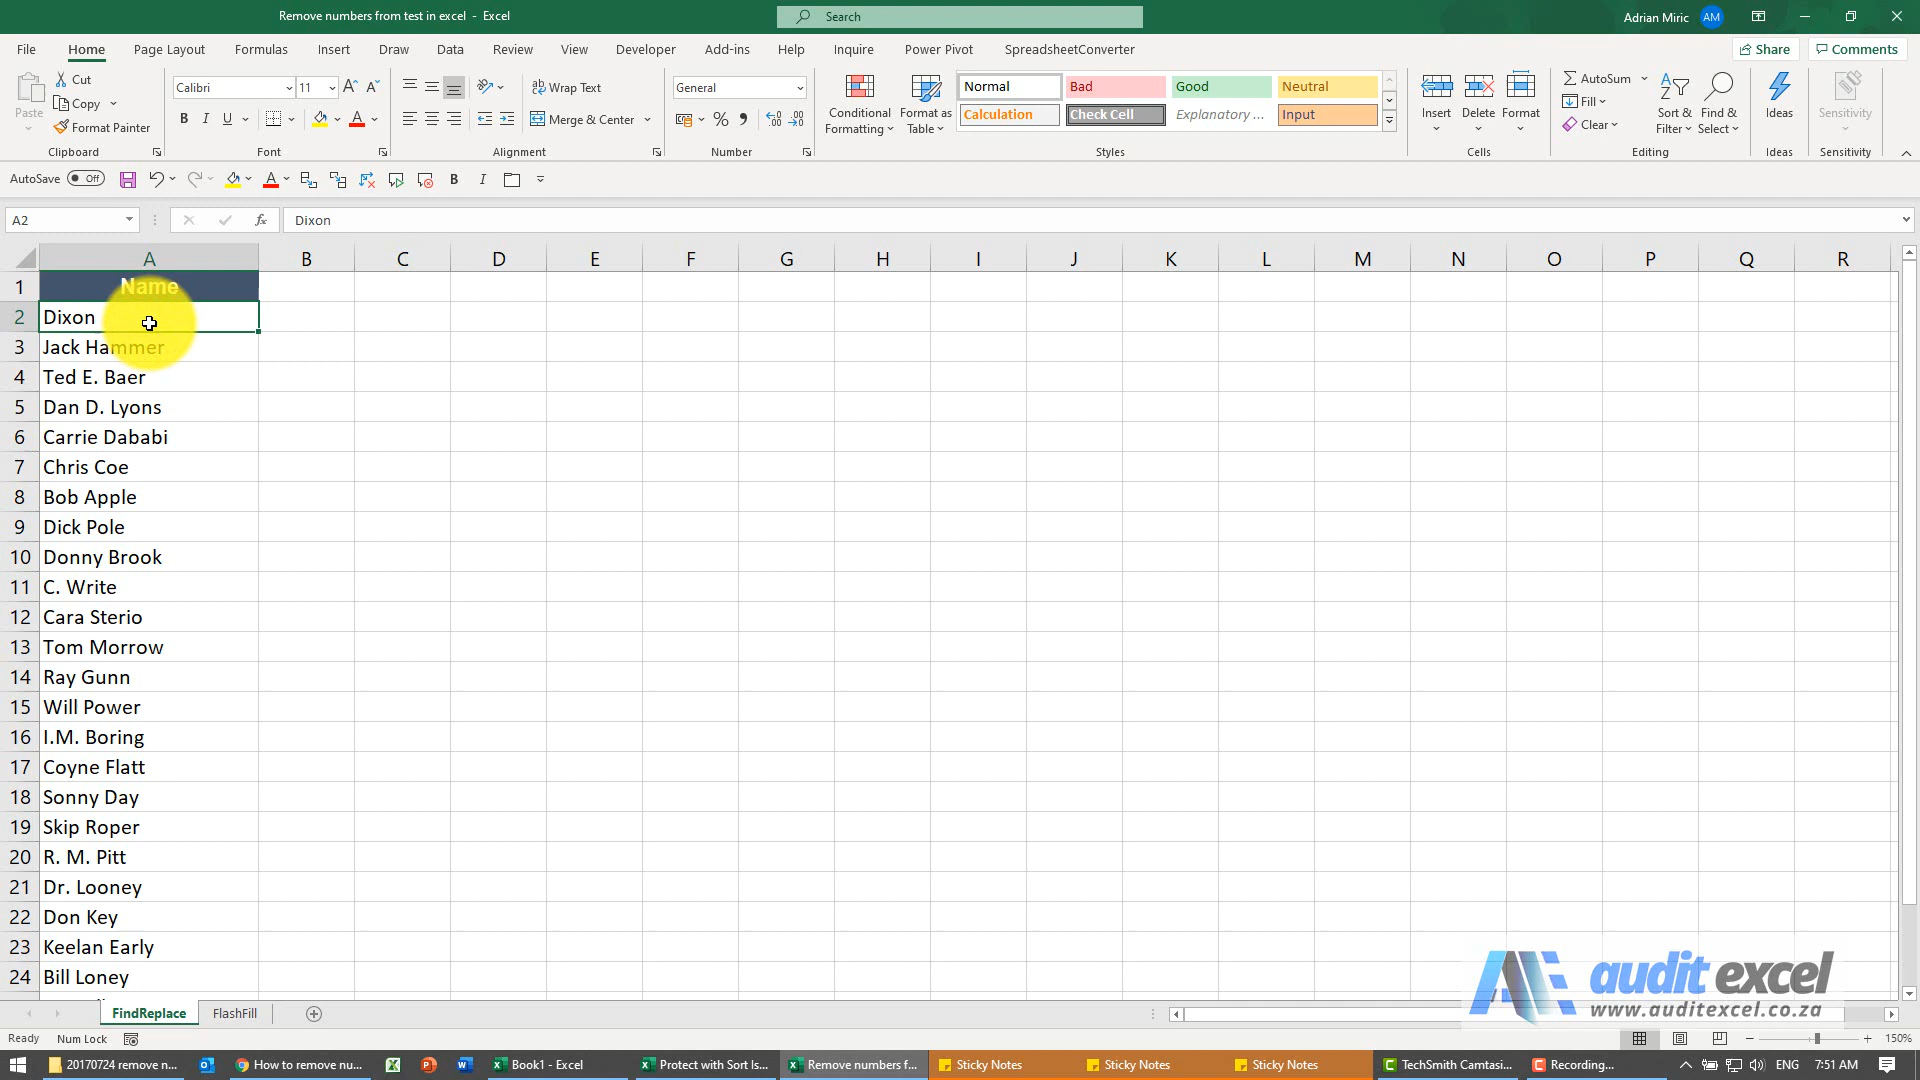 Remove numbers from test in excel - Excel
Search
Adrian Miric AM
File Home Page Layout Formulas Insert Draw Data Review View Developer Add-ins Help Inquire Power Pivot SpreadsheetConverter Share Comments
Paste Cut Copy Format Painter Clipboard
Calibri 11 B I U Font
Wrap Text Merge & Center Alignment
General % Number
Conditional Formatting Format as Table
Normal Bad Good Neutral
Calculation Check Cell Explanatory ... Input
Styles
Insert Delete Format Cells
AutoSum Fill Clear Sort & Filter Find & Select Editing
Ideas Ideas
Sensitivity Sensitivity
AutoSave Off B I
A2 fx Dixon
A B C D E F G H I J K L M N O P Q R
1 Name
2 Dixon
3 Jack Hammer
4 Ted E. Baer
5 Dan D. Lyons
6 Carrie Dababi
7 Chris Coe
8 Bob Apple
9 Dick Pole
10 Donny Brook
11 C. Write
12 Cara Sterio
13 Tom Morrow
14 Ray Gunn
15 Will Power
16 I.M. Boring
17 Coyne Flatt
18 Sonny Day
19 Skip Roper
20 R. M. Pitt
21 Dr. Looney
22 Don Key
23 Keelan Early
24 Bill Loney
audit excel
www.auditexcel.co.za
FindReplace FlashFill
Ready Num Lock 150%
20170724 remove n... How to remove nu... Book1 - Excel Protect with Sort Is... Remove numbers f... Sticky Notes Sticky Notes Sticky Notes TechSmith Camtasi... Recording... ENG 7:51 AM